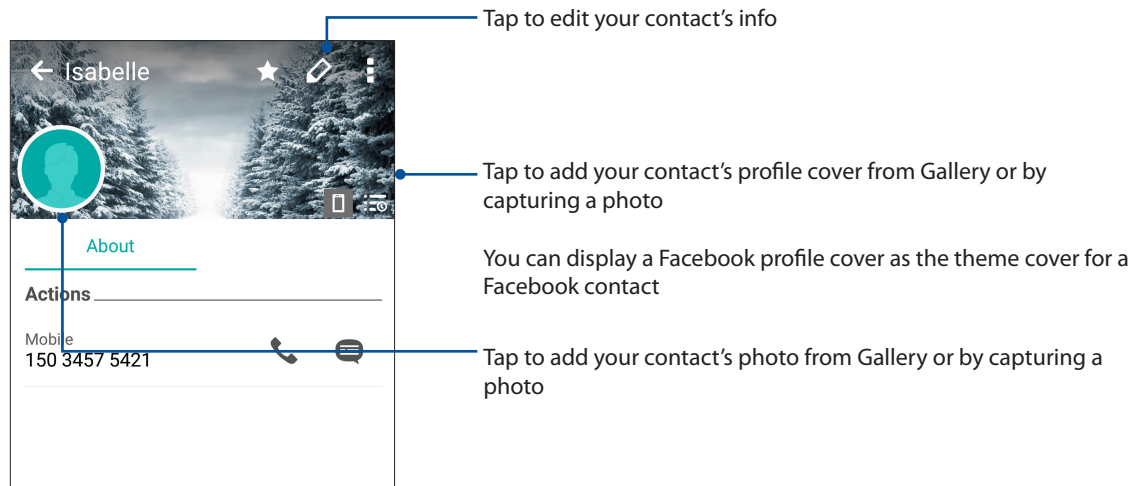 Tap to edit your contact’s info
Isabelle
Tap to add your contact’s profile cover from Gallery or by
capturing a photo
About
You can display a Facebook profile cover as the theme cover for a
Facebook contact
Actions
Mobile
150 3457 5421
Tap to add your contact’s photo from Gallery or by capturing a
photo